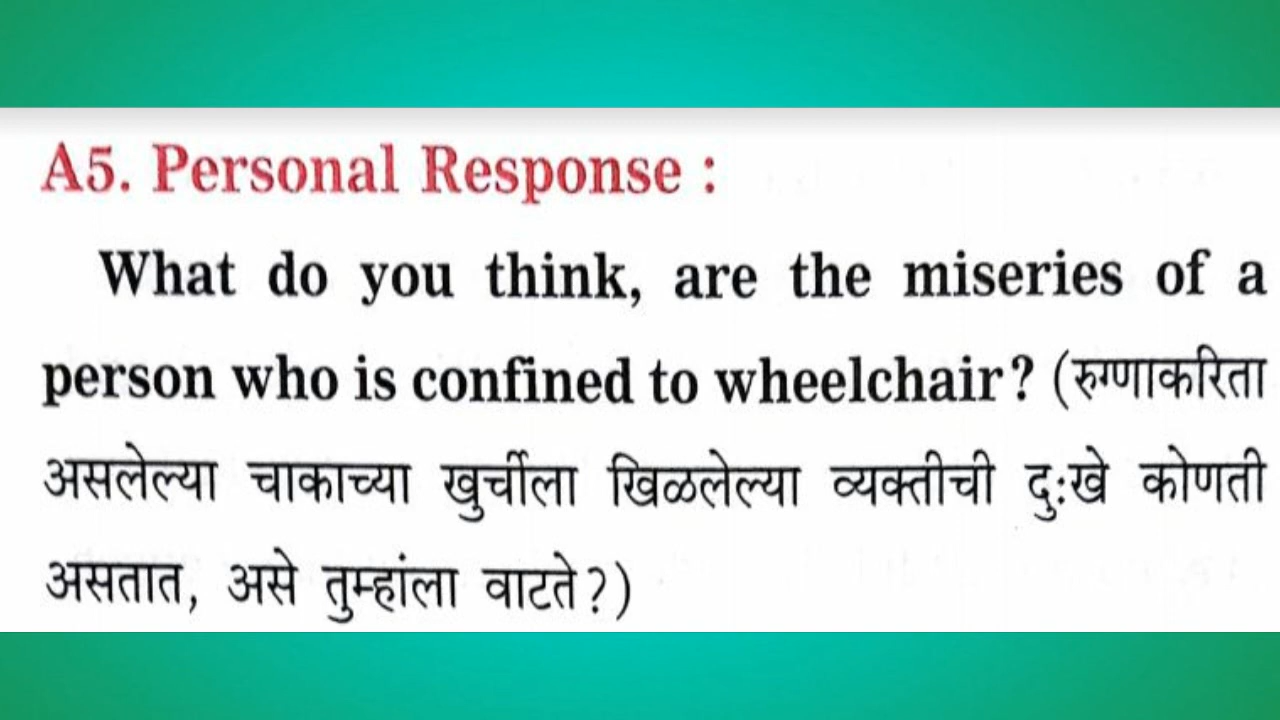 A5. Personal Response :
What do you think, are the miseries of a
person who is confined to wheelchair? (रुग्णाकरिता
असलेल्या चाकाच्या खुर्चीला खिळलेल्या व्यक्तीची दुःखे कोणती
असतात, असे तुम्हांला वाटते?)